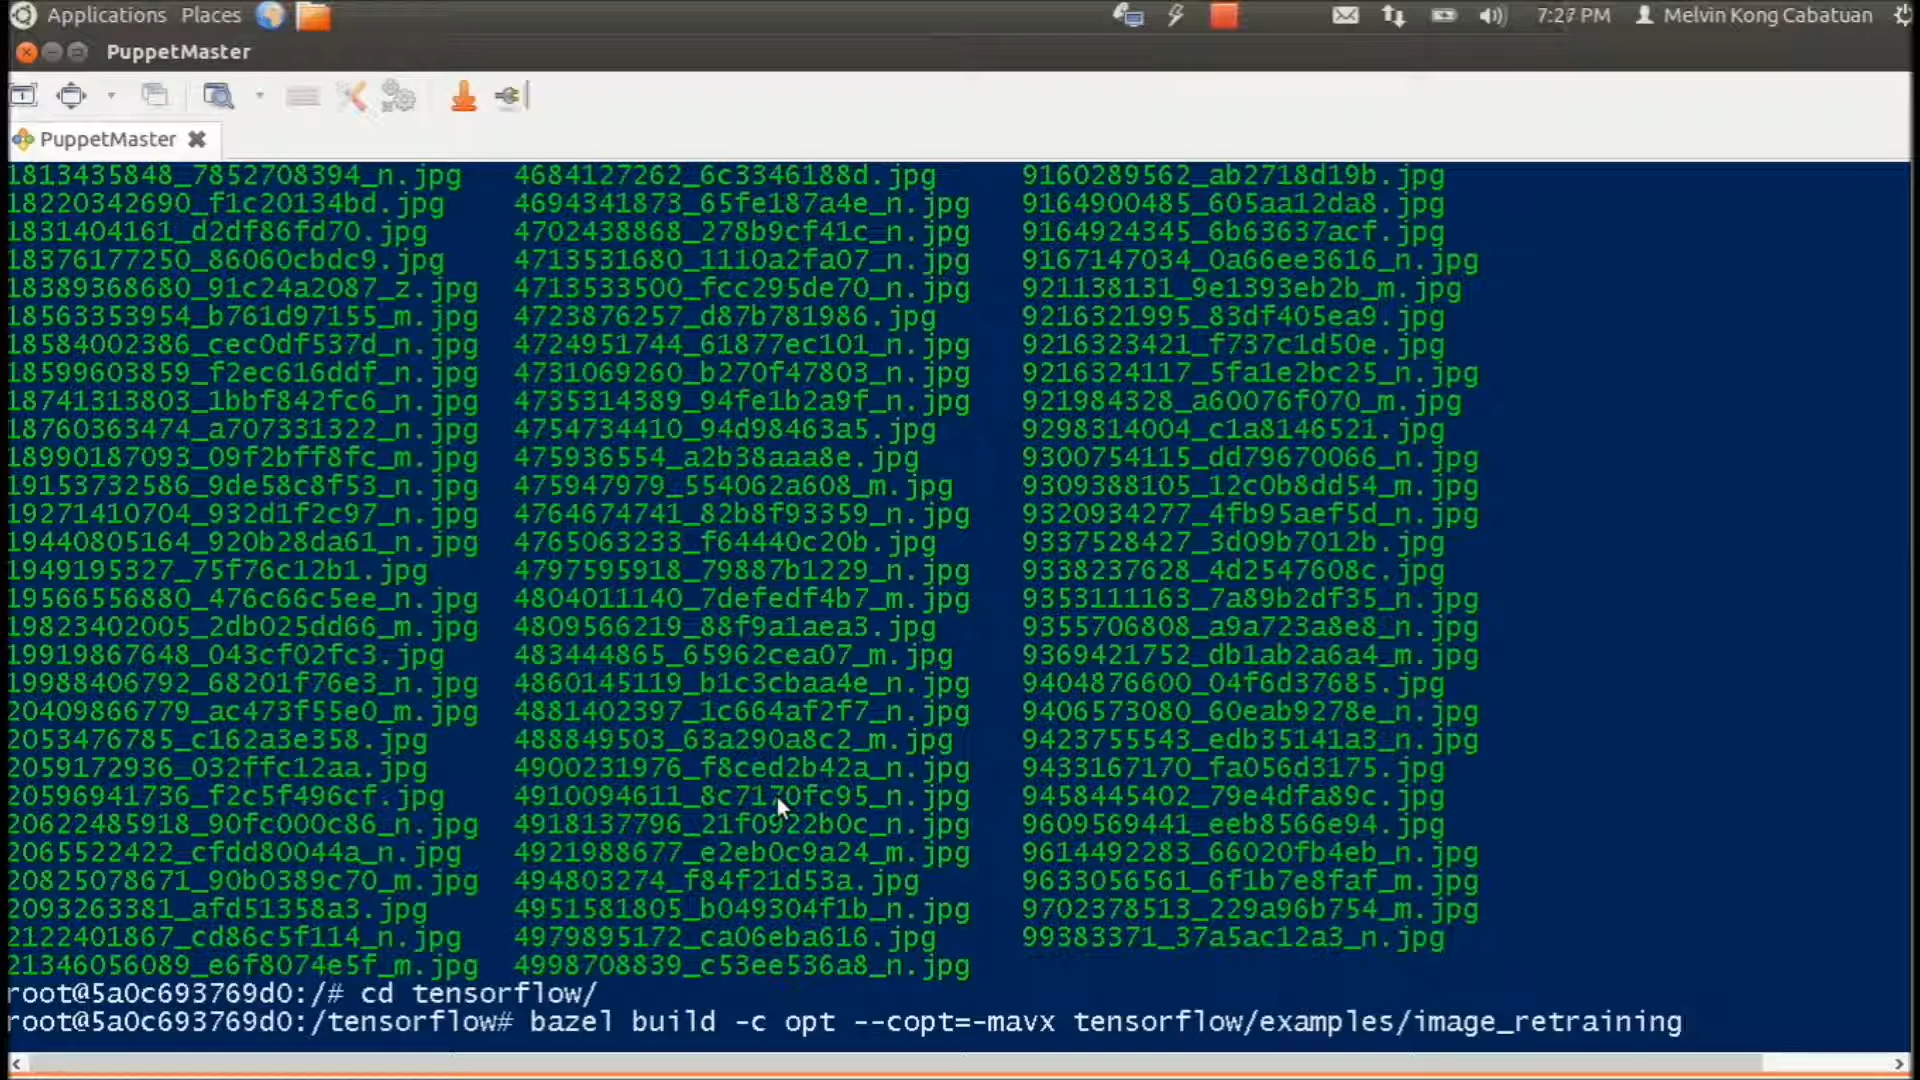 Applications Places 7:27 PM Melvin Kong Cabatuan
PuppetMaster
PuppetMaster
1813435848_7852708394_n.jpg 4684127262_6c3346188d.jpg 9160289562_ab2718d19b.jpg
18220342690_f1c20134bd.jpg 4694341873_65fe187a4e_n.jpg 9164900485_605aa12da8.jpg
1831404161_d2df86fd70.jpg 4702438868_278b9cf41c_n.jpg 9164924345_6b63637acf.jpg
18376177250_86060cbdc9.jpg 4713531680_1110a2fa07_n.jpg 9167147034_0a66ee3616_n.jpg
18389368680_91c24a2087_z.jpg 4713533500_fcc295de70_n.jpg 921138131_9e1393eb2b_m.jpg
18563353954_b761d97155_m.jpg 4723876257_d87b781986.jpg 9216321995_83df405ea9.jpg
18584002386_cec0df537d_n.jpg 4724951744_61877ec101_n.jpg 9216323421_f737c1d50e.jpg
18599603859_f2ec616ddf_n.jpg 4731069260_b270f47803_n.jpg 9216324117_5fa1e2bc25_n.jpg
18741313803_1bbf842fc6_n.jpg 4735314389_94fe1b2a9f_n.jpg 921984328_a60076f070_m.jpg
18760363474_a707331322_n.jpg 4754734410_94d98463a5.jpg 9298314004_c1a8146521.jpg
18990187093_09f2bff8fc_m.jpg 475936554_a2b38aaa8e.jpg 9300754115_dd79670066_n.jpg
19153732586_9de58c8f53_n.jpg 475947979_554062a608_m.jpg 9309388105_12c0b8dd54_m.jpg
19271410704_932d1f2c97_n.jpg 4764674741_82b8f93359_n.jpg 9320934277_4fb95aef5d_n.jpg
19440805164_920b28da61_n.jpg 4765063233_f64440c20b.jpg 9337528427_3d09b7012b.jpg
1949195327_75f76c12b1.jpg 4797595918_79887b1229_n.jpg 9338237628_4d2547608c.jpg
19566556880_476c66c5ee_n.jpg 4804011140_7defedf4b7_m.jpg 9353111163_7a89b2df35_n.jpg
19823402005_2db025dd66_m.jpg 4809566219_88f9a1aea3.jpg 9355706808_a9a723a8e8_n.jpg
19919867648_043cf02fc3.jpg 483444865_65962cea07_m.jpg 9369421752_db1ab2a6a4_m.jpg
19988406792_68201f76e3_n.jpg 4860145119_b1c3cbaa4e_n.jpg 9404876600_04f6d37685.jpg
20409866779_ac473f55e0_m.jpg 4881402397_1c664af2f7_n.jpg 9406573080_60eab9278e_n.jpg
2053476785_c162a3e358.jpg 488849503_63a290a8c2_m.jpg 9423755543_edb35141a3_n.jpg
2059172936_032ffc12aa.jpg 4900231976_f8ced2b42a_n.jpg 9433167170_fa056d3175.jpg
20596941736_f2c5f496cf.jpg 4910094611_8c7170fc95_n.jpg 9458445402_79e4dfa89c.jpg
20622485918_90fc000c86_n.jpg 4918137796_21f0922b0c_n.jpg 9609569441_eeb8566e94.jpg
2065522422_cfdd80044a_n.jpg 4921988677_e2eb0c9a24_m.jpg 9614492283_66020fb4eb_n.jpg
20825078671_90b0389c70_m.jpg 494803274_f84f21d53a.jpg 9633056561_6f1b7e8faf_m.jpg
2093263381_afd51358a3.jpg 4951581805_b049304f1b_n.jpg 9702378513_229a96b754_m.jpg
2122401867_cd86c5f114_n.jpg 4979895172_ca06eba616.jpg 99383371_37a5ac12a3_n.jpg
21346056089_e6f8074e5f_m.jpg 4998708839_c53ee536a8_n.jpg
root@5a0c693769d0:/# cd tensorflow/
root@5a0c693769d0:/tensorflow# bazel build -c opt --copt=-mavx tensorflow/examples/image_retraining